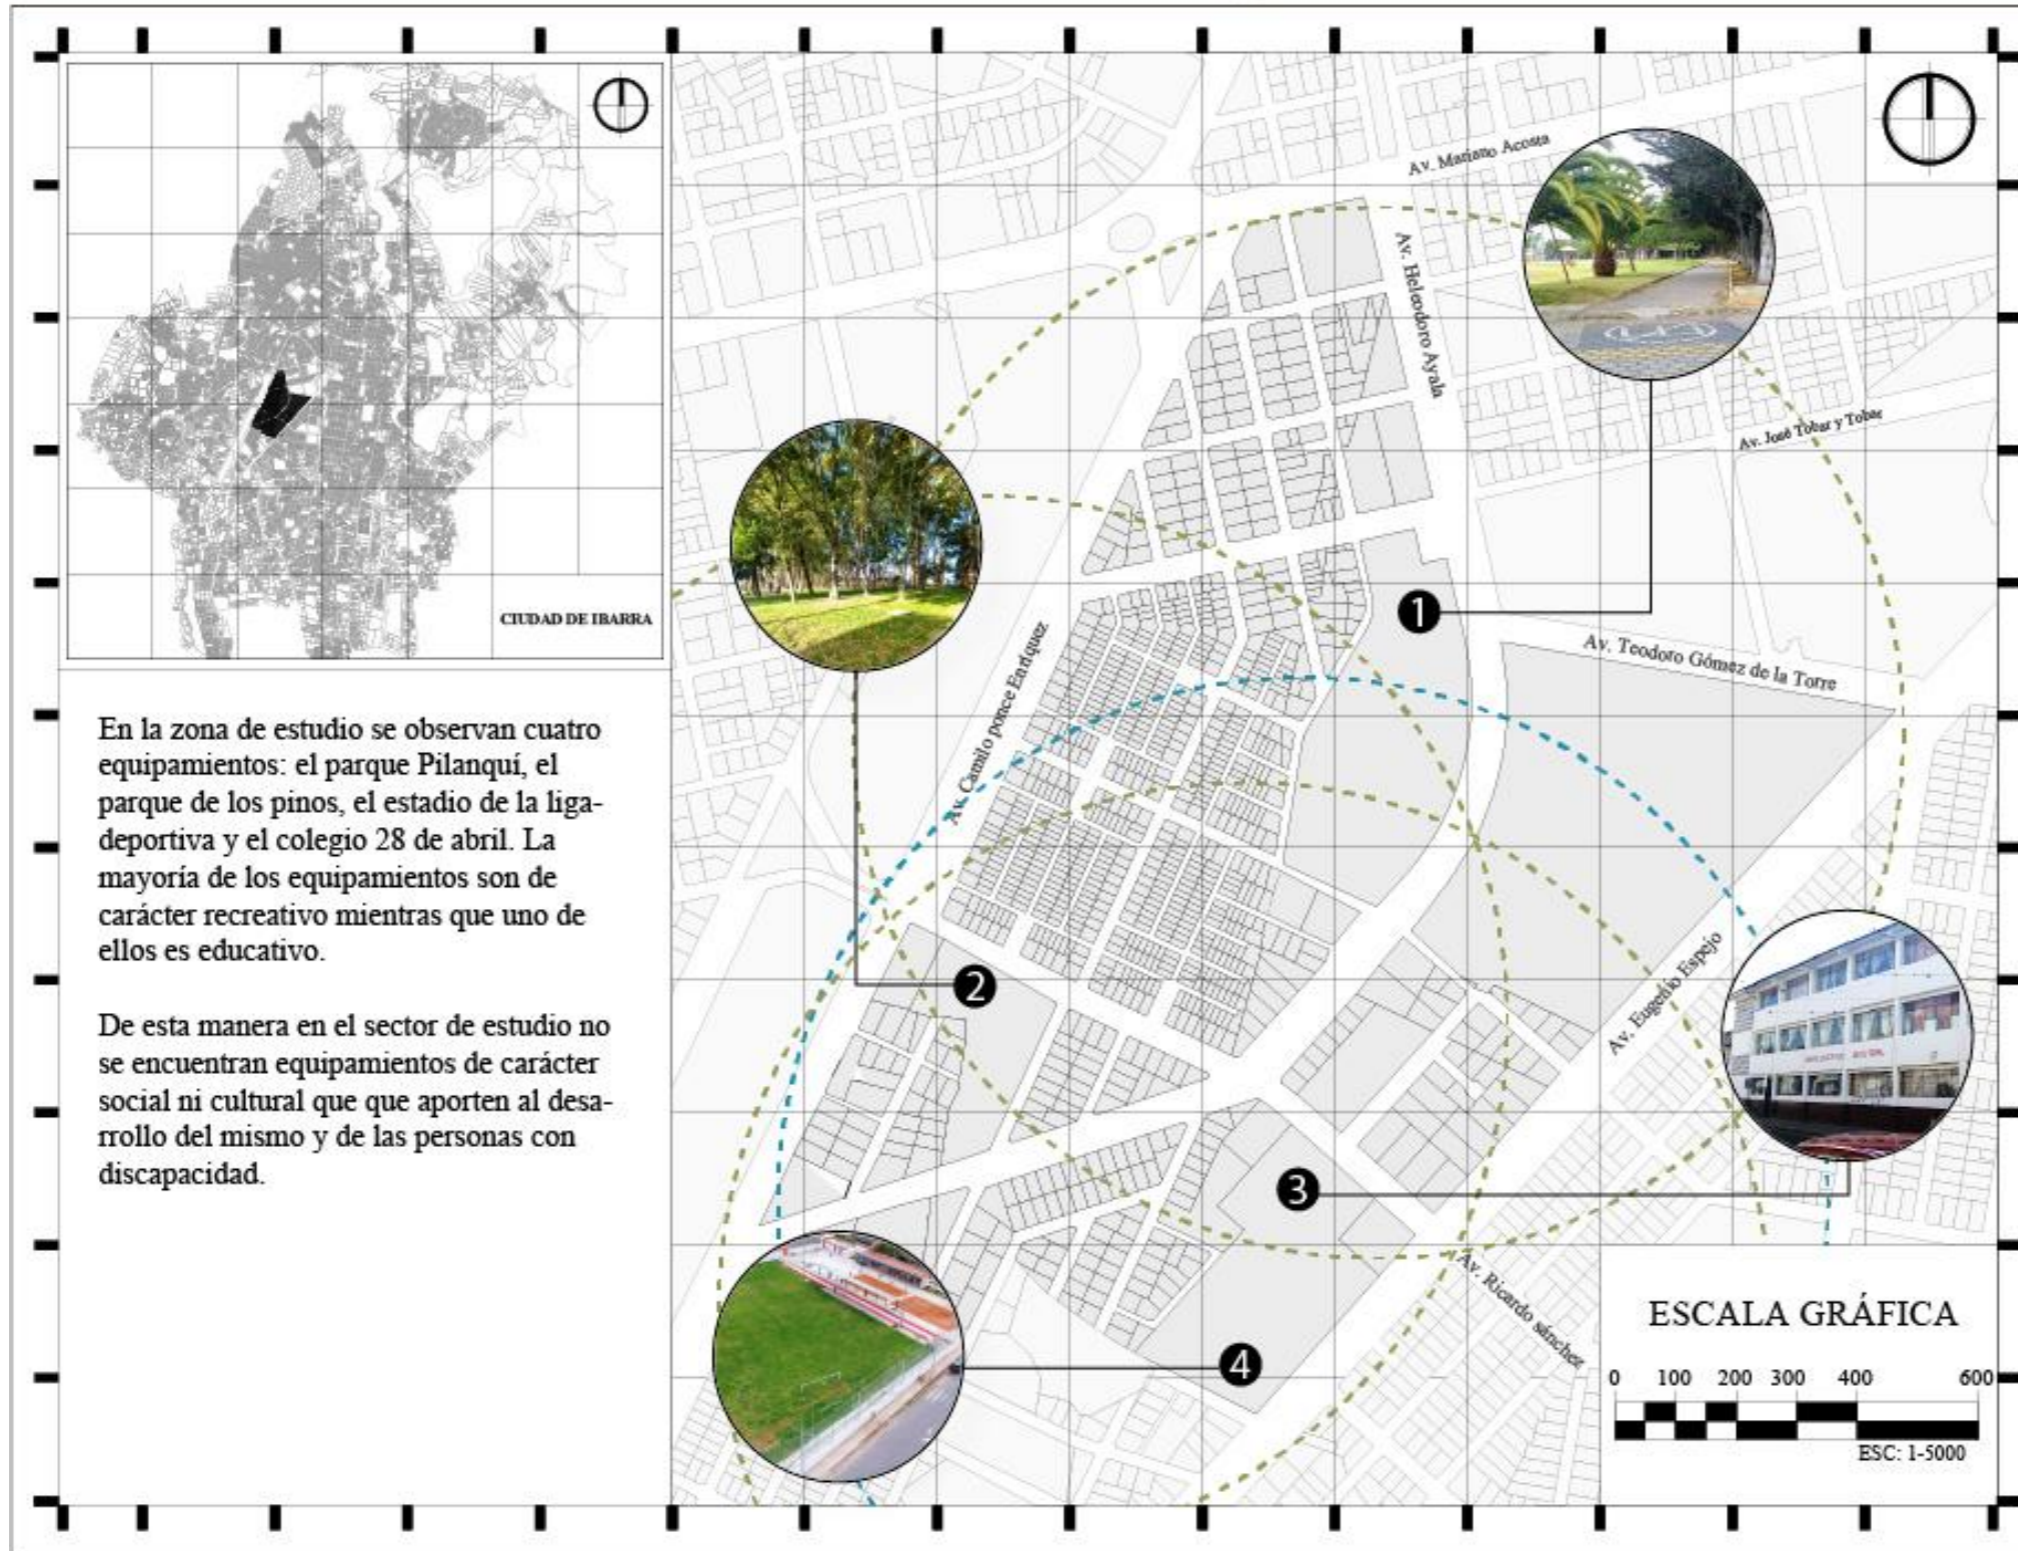 CIUDAD DE IBARRA
En la zona de estudio se observan cuatro
equipamientos: el parque Pilanquí, el
parque de los pinos, el estadio de la liga-
deportiva y el colegio 28 de abril. La
mayoría de los equipamientos son de
carácter recreativo mientras que uno de
ellos es educativo.
De esta manera en el sector de estudio no
se encuentran equipamientos de carácter
social ni cultural que que aporten al desa-
rrollo del mismo y de las personas con
discapacidad.
Av. Mariano Acosta
Av. Heleodoro Ayala
Av. José Tobar y Tobar
1
Av. Teodoro Gómez de la Torre
Av. Camilo ponce Enríquez
2
Av. Eugenio Espejo
3
Av. Ricardo sánchez
4
ESCALA GRÁFICA
0 100 200 300 400 600
ESC: 1-5000